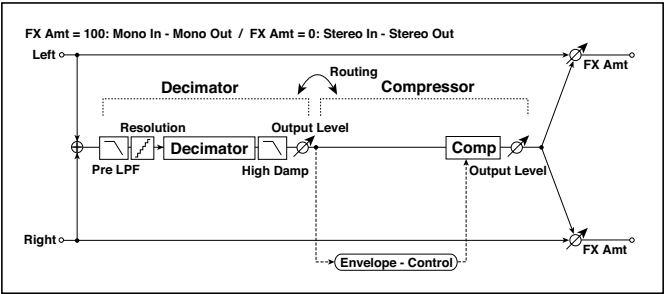 FX Amt = 100: Mono In - Mono Out / FX Amt = 0: Stereo In - Stereo Out
Left
FX Amt
Routing
Decimator
Compressor
Resolution
Output Level
Decimator
Comp
Pre LPF
High Damp
Output Level
Right
FX Amt
Envelope - Control